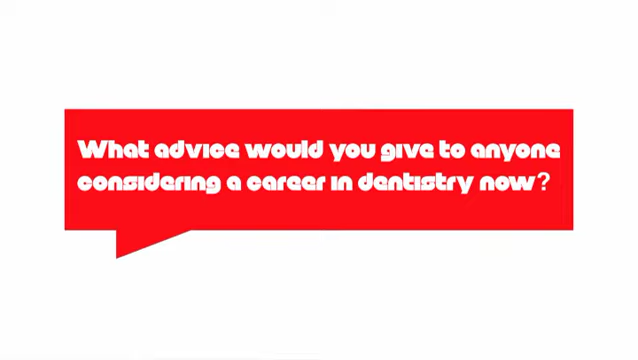 What advice would you give to anyone
considering a career in dentistry now?